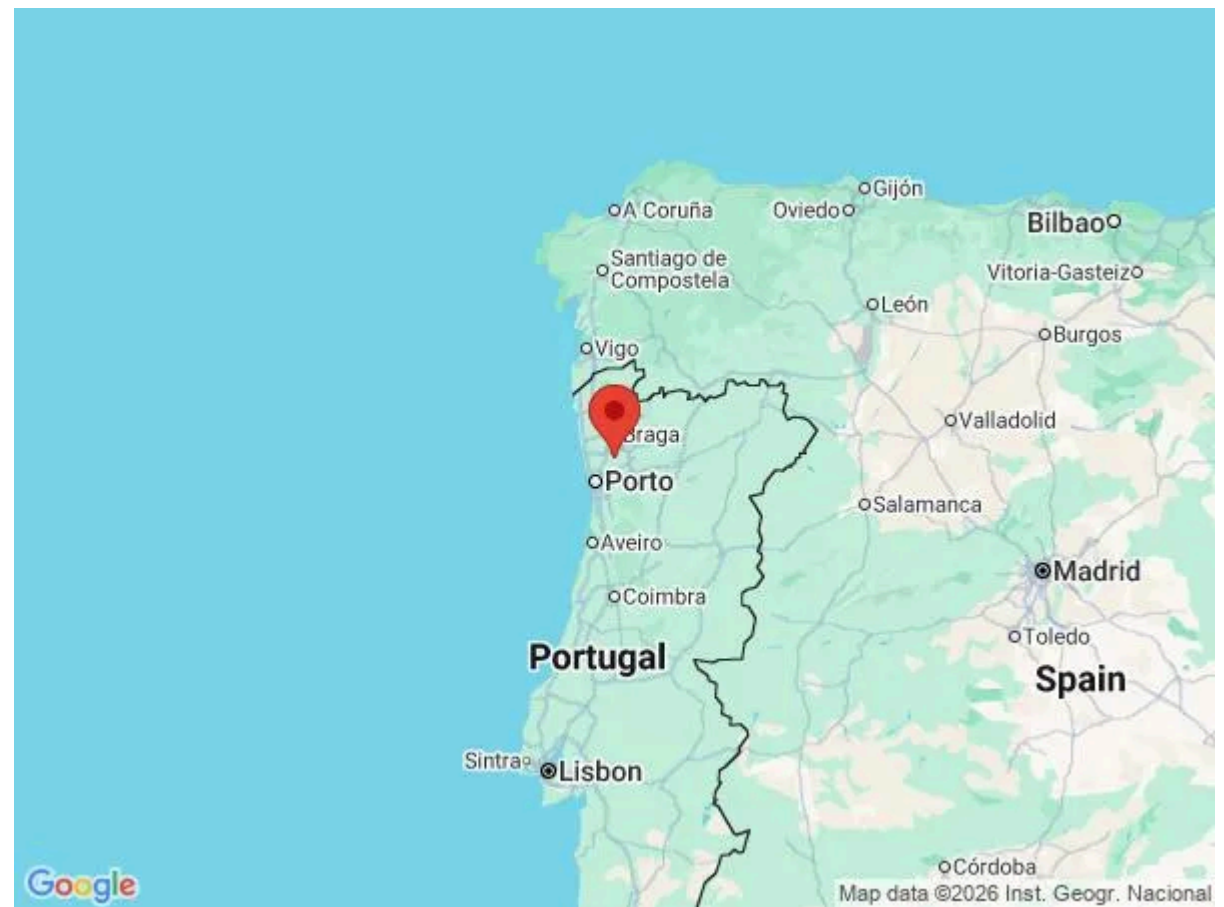 Gijón
A Coruña
Oviedo
Bilbao
Santiago de
Compostela
Vitoria-Gasteiz
León
Burgos
Vigo
Valladolid
Braga
Porto
Salamanca
Aveiro
Madrid
Coimbra
Toledo
Portugal
Spain
Sintra
Lisbon
Córdoba
Google
Map data ©2026 Inst. Geogr. Nacional